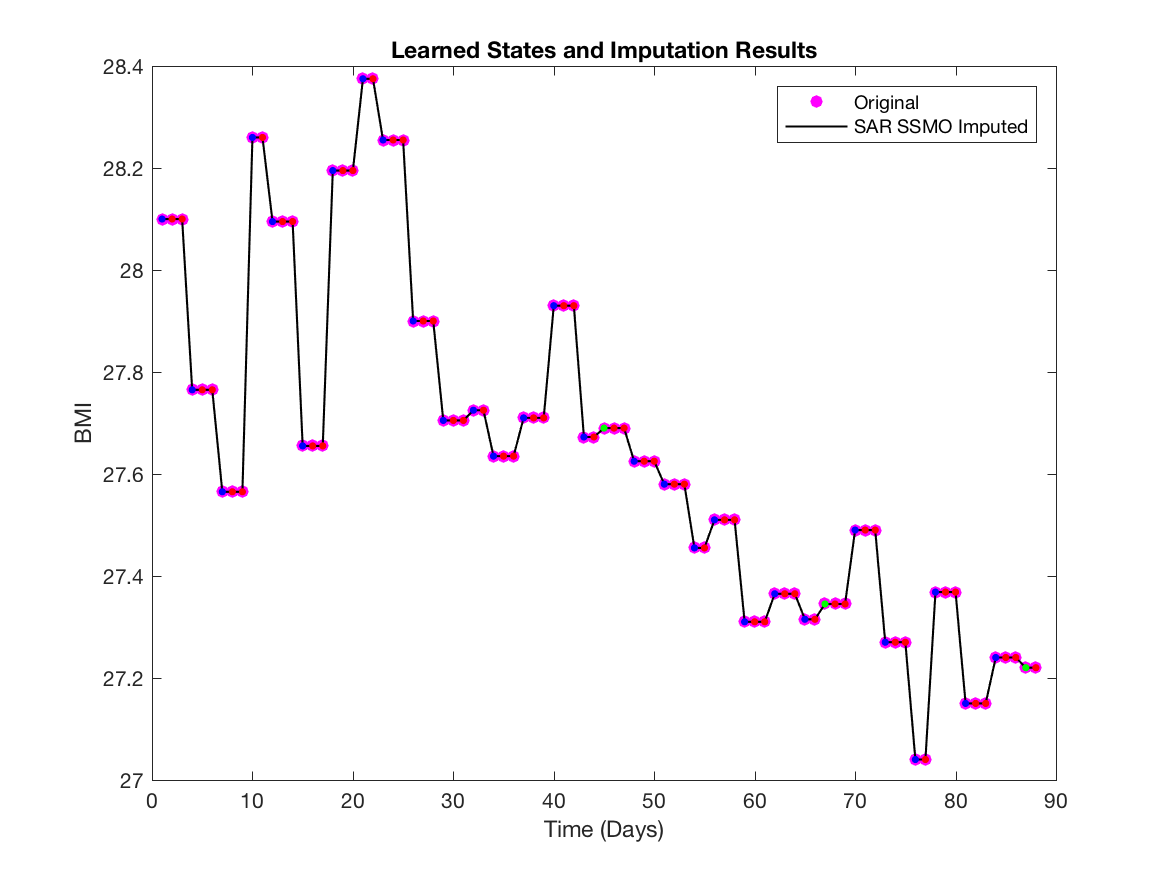 Learned States and Imputation Results
28.4
28.2
28
27.8
27.6
27.4
27.2
27
BMI
Original
SAR SSMO Imputed
0 10 20 30 40 50 60 70 80 90
Time (Days)